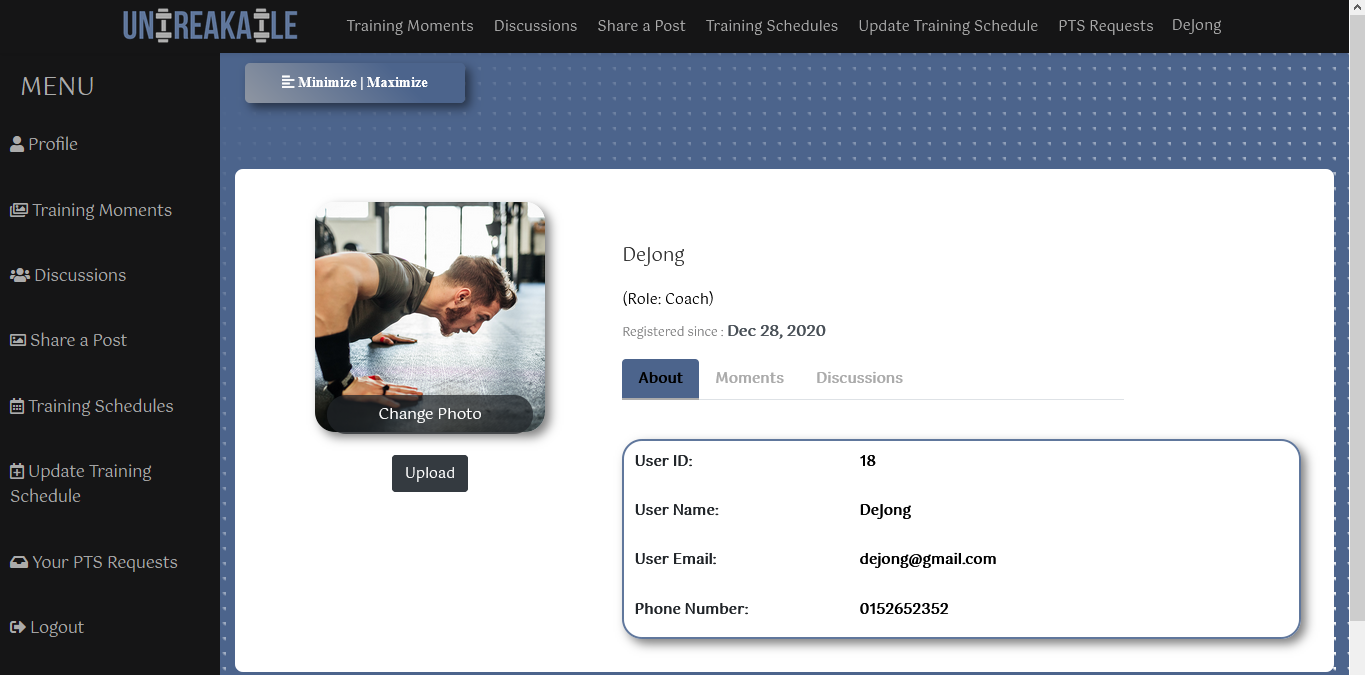 UNBREAKABLE
Training Moments Discussions Share a Post Training Schedules Update Training Schedule PTS Requests DeJong
MENU
Minimize | Maximize
Profile
Training Moments
Discussions
Share a Post
Training Schedules
Update Training
Schedule
Your PTS Requests
Logout
Change Photo
Upload
DeJong
(Role: Coach)
Registered since : Dec 28, 2020
About Moments Discussions
User ID: 18
User Name: DeJong
User Email: dejong@gmail.com
Phone Number: 0152652352